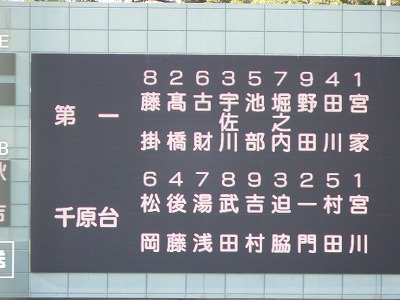 第一
8 2 6 3 5 7 9 4 1
藤掛
髙橋
古財
宇佐川
池部
堀之内
野田
田川
宮家
千原台
6 4 7 8 9 3 2 5 1
松岡
後藤
湯浅
武田
吉村
迫脇
一門
村田
宮川